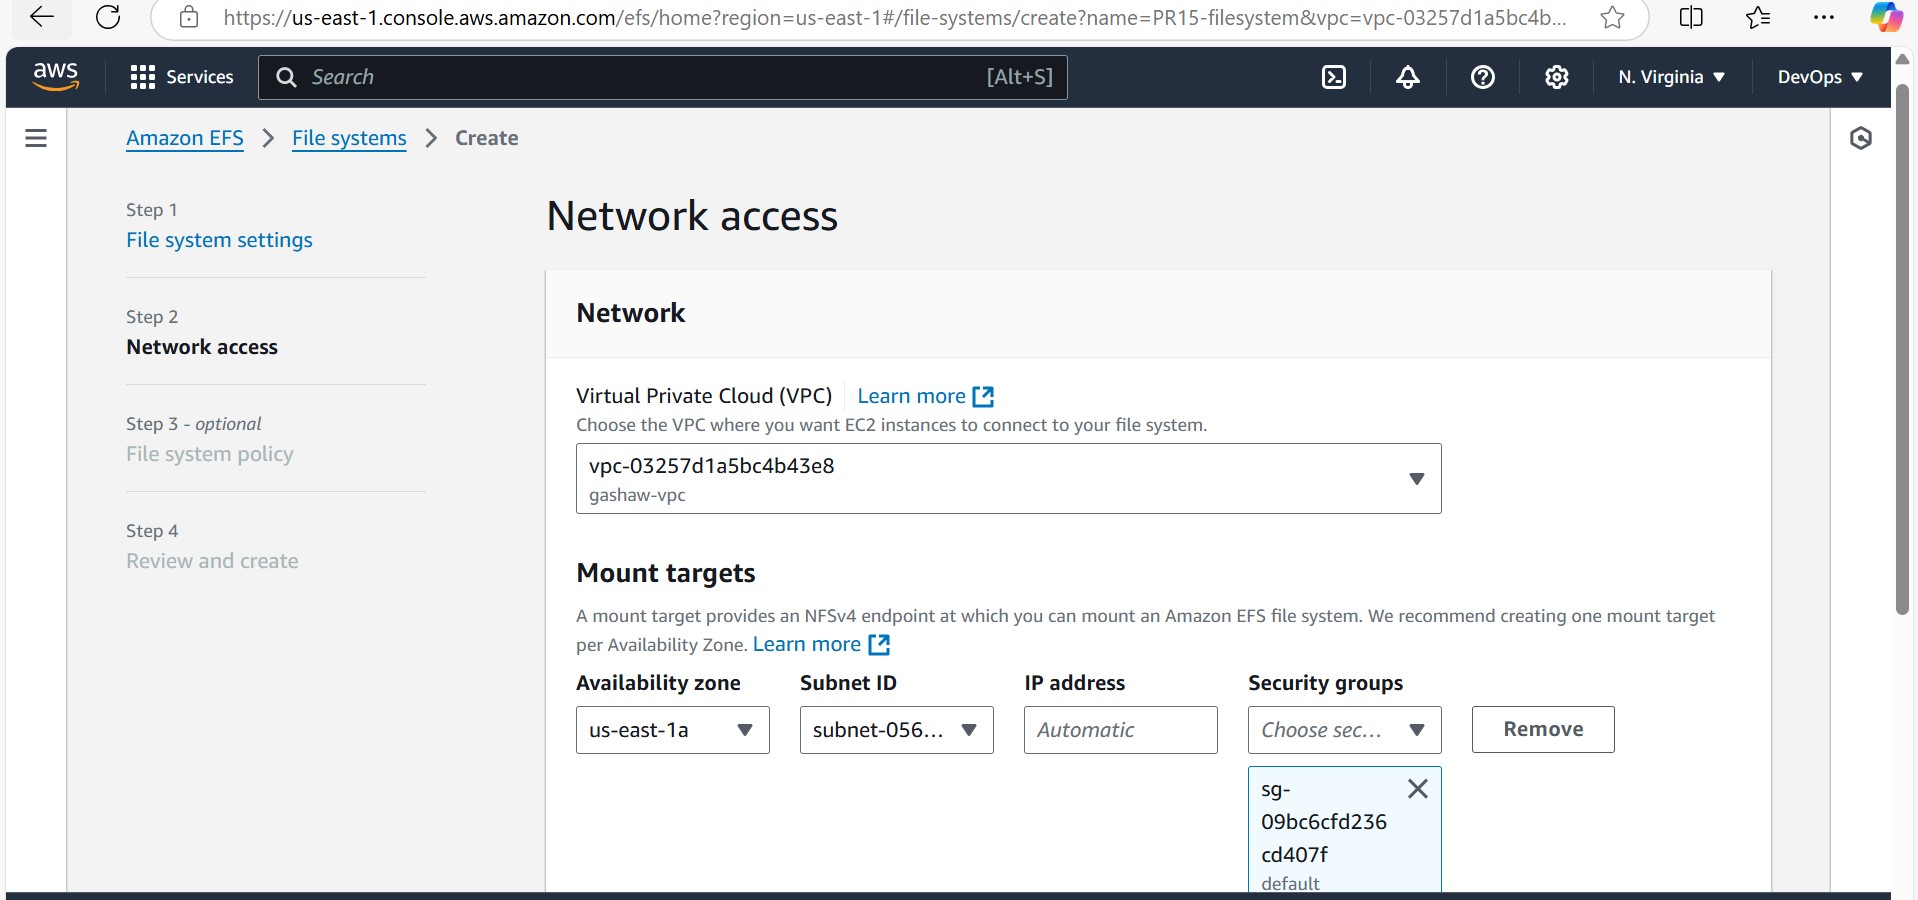 https://us-east-1.console.aws.amazon.com/efs/home?region=us-east-1#/file-systems/create?name=PR15-filesystem&vpc=vpc-03257d1a5bc4b...
aws Services Search [Alt+S] N. Virginia DevOps
Amazon EFS File systems Create
Step 1
File system settings
Step 2
Network access
Step 3 - optional
File system policy
Step 4
Review and create
Network access
Network
Virtual Private Cloud (VPC) Learn more
Choose the VPC where you want EC2 instances to connect to your file system.
vpc-03257d1a5bc4b43e8
gashaw-vpc
Mount targets
A mount target provides an NFSv4 endpoint at which you can mount an Amazon EFS file system. We recommend creating one mount target
per Availability Zone. Learn more
Availability zone Subnet ID IP address Security groups
us-east-1a subnet-056... Automatic Choose sec... Remove
sg-
09bc6cfd236
cd407f
default